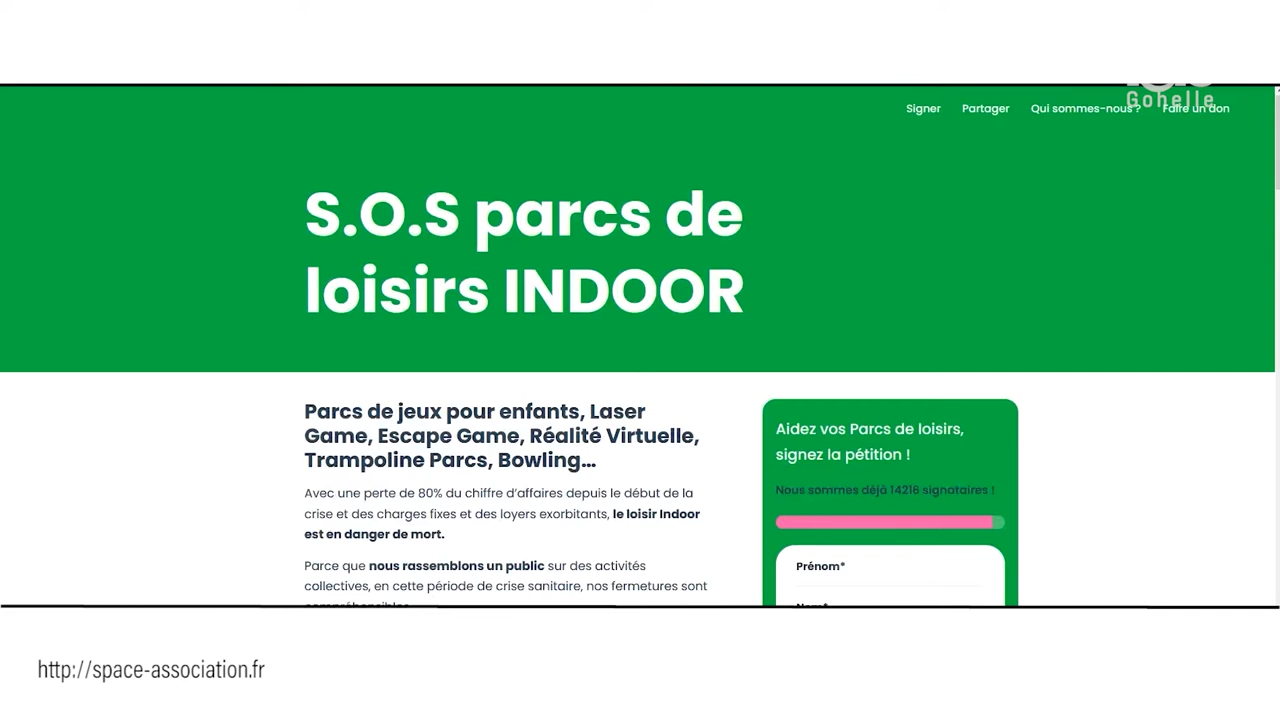 Gohelle
Signer Partager Qui sommes-nous ? Faire un don
S.O.S parcs de
loisirs INDOOR
Parcs de jeux pour enfants, Laser
Game, Escape Game, Réalité Virtuelle,
Trampoline Parcs, Bowling...
Avec une perte de 80% du chiffre d'affaires depuis le début de la
crise et des charges fixes et des loyers exorbitants, le loisir Indoor
est en danger de mort.
Parce que nous rassemblons un public sur des activités
collectives, en cette période de crise sanitaire, nos fermetures sont
Aidez vos Parcs de loisirs,
signez la pétition !
Nous sommes déjà 14216 signataires !
Prénom*
http://space-association.fr